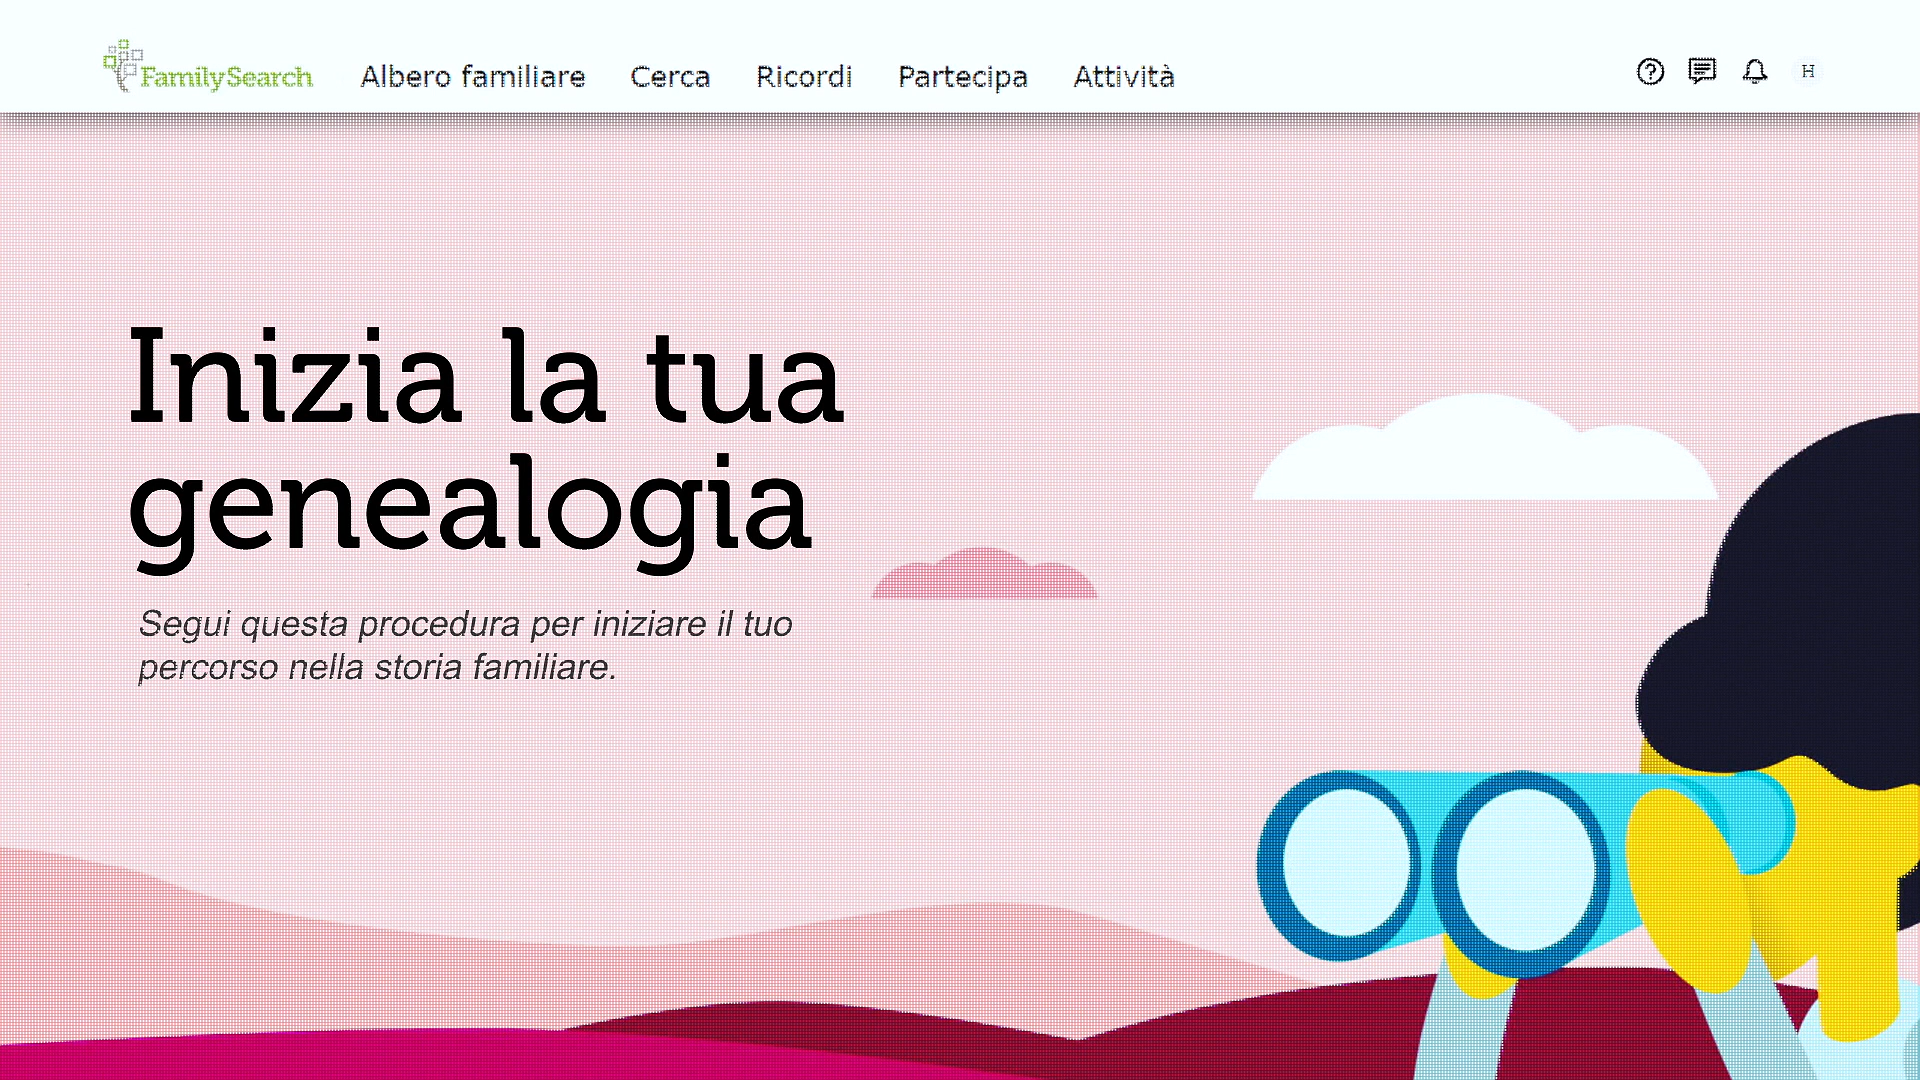 FamilySearch Albero familiare Cerca Ricordi Partecipa Attività H
Inizia la tua
genealogia
Segui questa procedura per iniziare il tuo
percorso nella storia familiare.